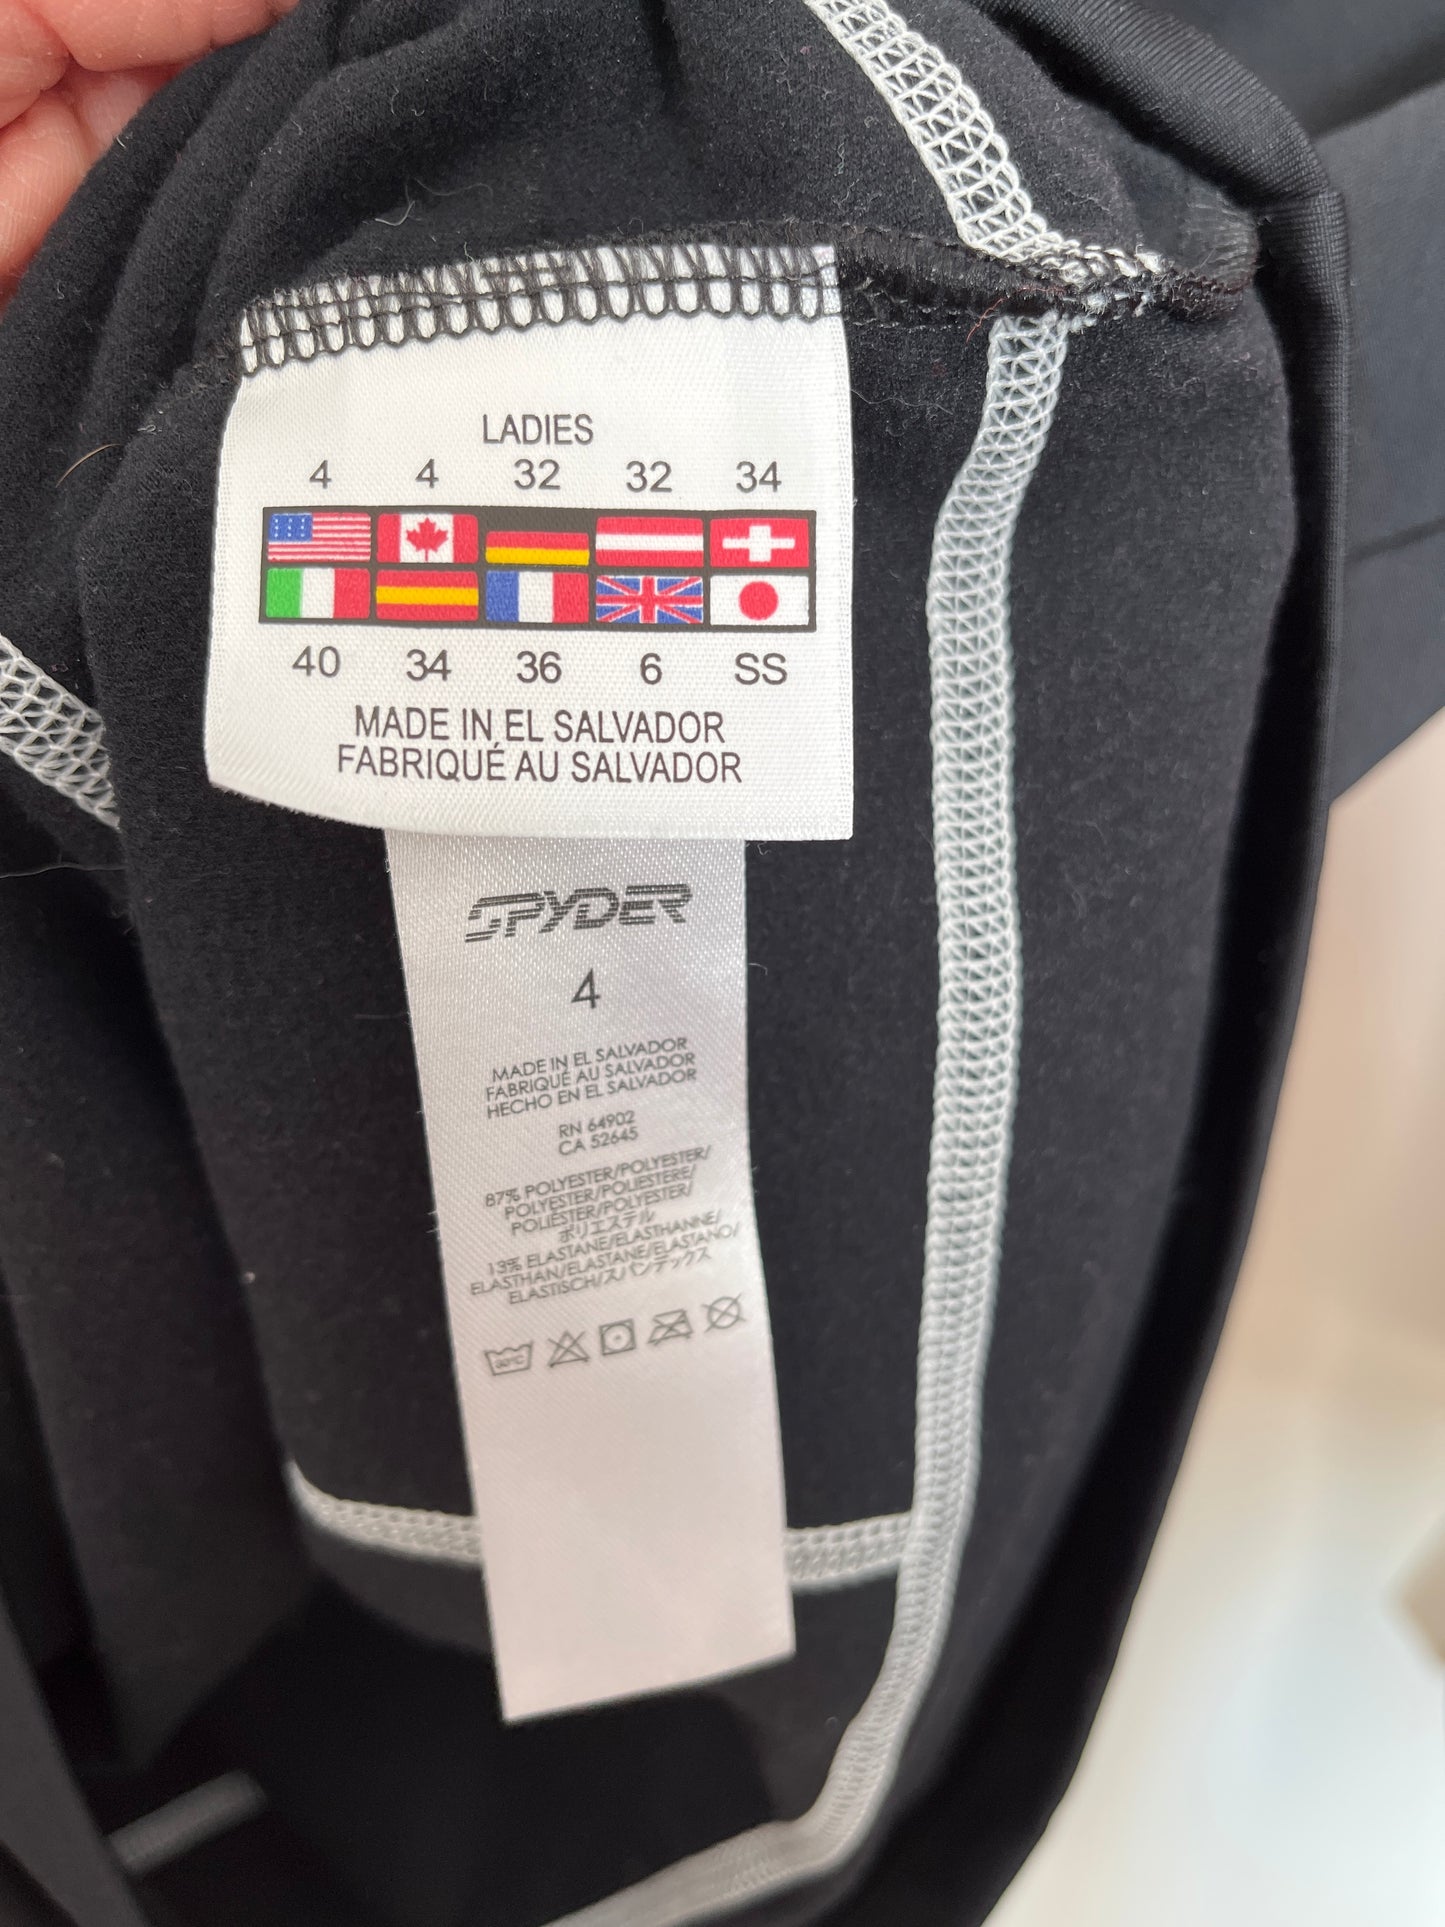 LADIES
4 4 32 32 34
40 34 36 6 SS
MADE IN EL SALVADOR
FABRIQUÉ AU SALVADOR
SPYDER
4
MADE IN EL SALVADOR
FABRIQUÉ AU SALVADOR
HECHO EN EL SALVADOR
RN 64902
CA 52645
87% POLYESTER/POLYESTER/
POLYESTER/POLIESTERE/
POLIÉSTER/POLYESTER/
ポリエステル
13% ELASTANE/ELASTHANNE/
ELASTHAN/ELASTANE/ELASTANO/
ELASTISCH/スパンテックス
30°C